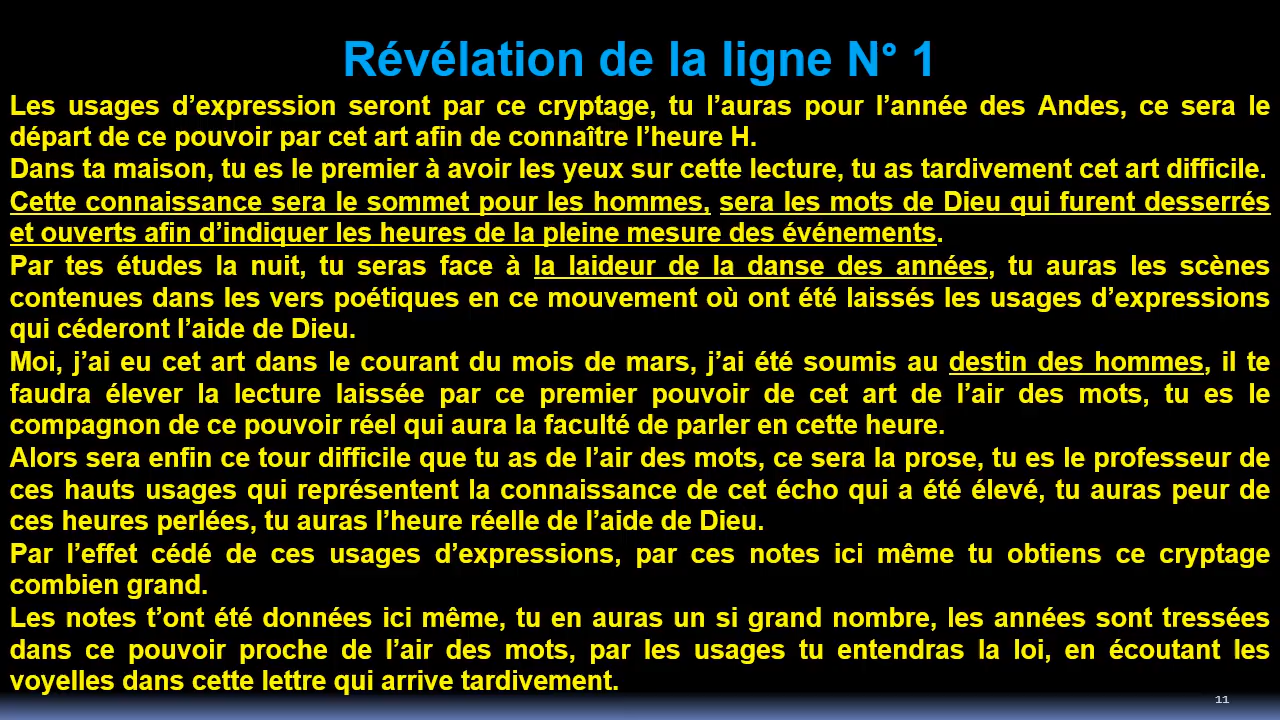 Révélation de la ligne N° 1
Les usages d’expression seront par ce cryptage, tu l’auras pour l’année des Andes, ce sera le
départ de ce pouvoir par cet art afin de connaître l’heure H.
Dans ta maison, tu es le premier à avoir les yeux sur cette lecture, tu as tardivement cet art difficile.
Cette connaissance sera le sommet pour les hommes, sera les mots de Dieu qui furent desserrés
et ouverts afin d’indiquer les heures de la pleine mesure des événements.
Par tes études la nuit, tu seras face à la laideur de la danse des années, tu auras les scènes
contenues dans les vers poétiques en ce mouvement où ont été laissés les usages d’expressions
qui céderont l’aide de Dieu.
Moi, j’ai eu cet art dans le courant du mois de mars, j’ai été soumis au destin des hommes, il te
faudra élever la lecture laissée par ce premier pouvoir de cet art de l’air des mots, tu es le
compagnon de ce pouvoir réel qui aura la faculté de parler en cette heure.
Alors sera enfin ce tour difficile que tu as de l’air des mots, ce sera la prose, tu es le professeur de
ces hauts usages qui représentent la connaissance de cet écho qui a été élevé, tu auras peur de
ces heures perlées, tu auras l’heure réelle de l’aide de Dieu.
Par l’effet cédé de ces usages d’expressions, par ces notes ici même tu obtiens ce cryptage
combien grand.
Les notes t’ont été données ici même, tu en auras un si grand nombre, les années sont tressées
dans ce pouvoir proche de l’air des mots, par les usages tu entendras la loi, en écoutant les
voyelles dans cette lettre qui arrive tardivement.
11